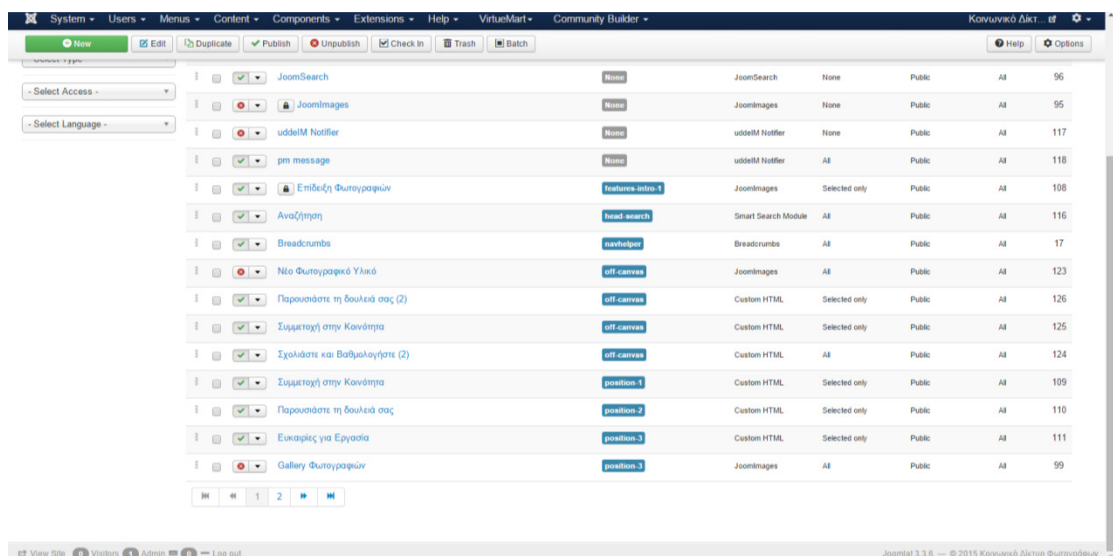 System Users Menus Content Components Extensions Help VirtueMart Community Builder Κοινωνικό Δίκτ...
New Edit Duplicate Publish Unpublish Check In Trash Batch Help Options
- Select Type -
- Select Access -
- Select Language -
JoomSearch None JoomSearch None Public All 96
JoomImages None JoomImages None Public All 95
uddeIM Notifier None uddeIM Notifier None Public All 117
pm message None uddeIM Notifier All Public All 118
Επίδειξη Φωτογραφιών features-intro-1 JoomImages Selected only Public All 108
Αναζήτηση head-search Smart Search Module All Public All 116
Breadcrumbs navhelper Breadcrumbs All Public All 17
Νέο Φωτογραφικό Υλικό off-canvas JoomImages All Public All 123
Παρουσιάστε τη δουλειά σας (2) off-canvas Custom HTML Selected only Public All 126
Συμμετοχή στην Κοινότητα off-canvas Custom HTML Selected only Public All 125
Σχολιάστε και Βαθμολογήστε (2) off-canvas Custom HTML All Public All 124
Συμμετοχή στην Κοινότητα position-1 Custom HTML Selected only Public All 109
Παρουσιάστε τη δουλειά σας position-2 Custom HTML Selected only Public All 110
Ευκαιρίες για Εργασία position-3 Custom HTML Selected only Public All 111
Gallery Φωτογραφιών position-3 JoomImages All Public All 99
1 2
View Site 0 Visitors 1 Admin 0 Log out Joomla! 3.3.6 — © 2015 Κοινωνικό Δίκτυο Φωτογράφων